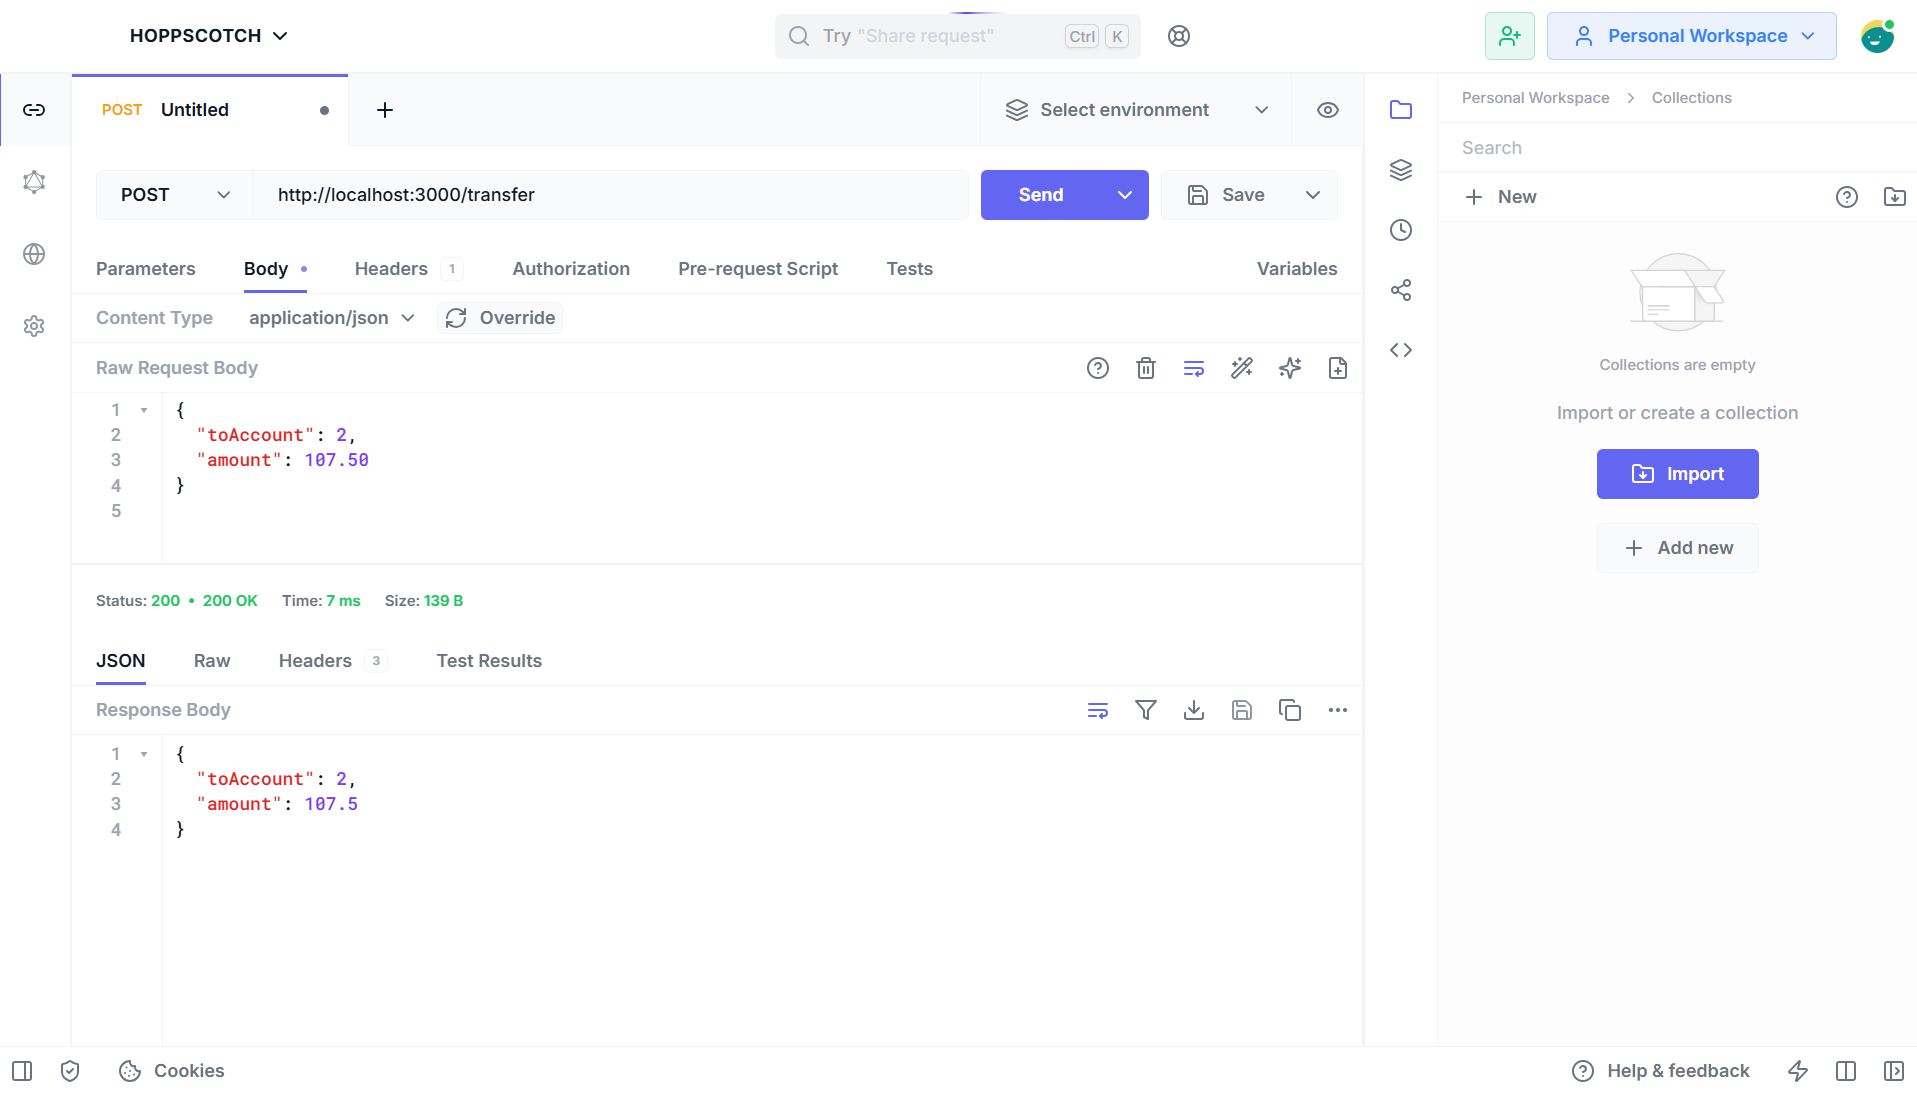 HOPPSCOTCH
Try "Share request"
Ctrl K
Personal Workspace
POST Untitled
Select environment
POST http://localhost:3000/transfer
Send
Save
Parameters Body Headers 1 Authorization Pre-request Script Tests Variables
Content Type application/json Override
Raw Request Body
1 {
2 "toAccount": 2,
3 "amount": 107.50
4 }
5
Status: 200 • 200 OK Time: 7 ms Size: 139 B
JSON Raw Headers 3 Test Results
Response Body
1 {
2 "toAccount": 2,
3 "amount": 107.5
4 }
Personal Workspace > Collections
Search
New
Collections are empty
Import or create a collection
Import
Add new
Cookies
Help & feedback